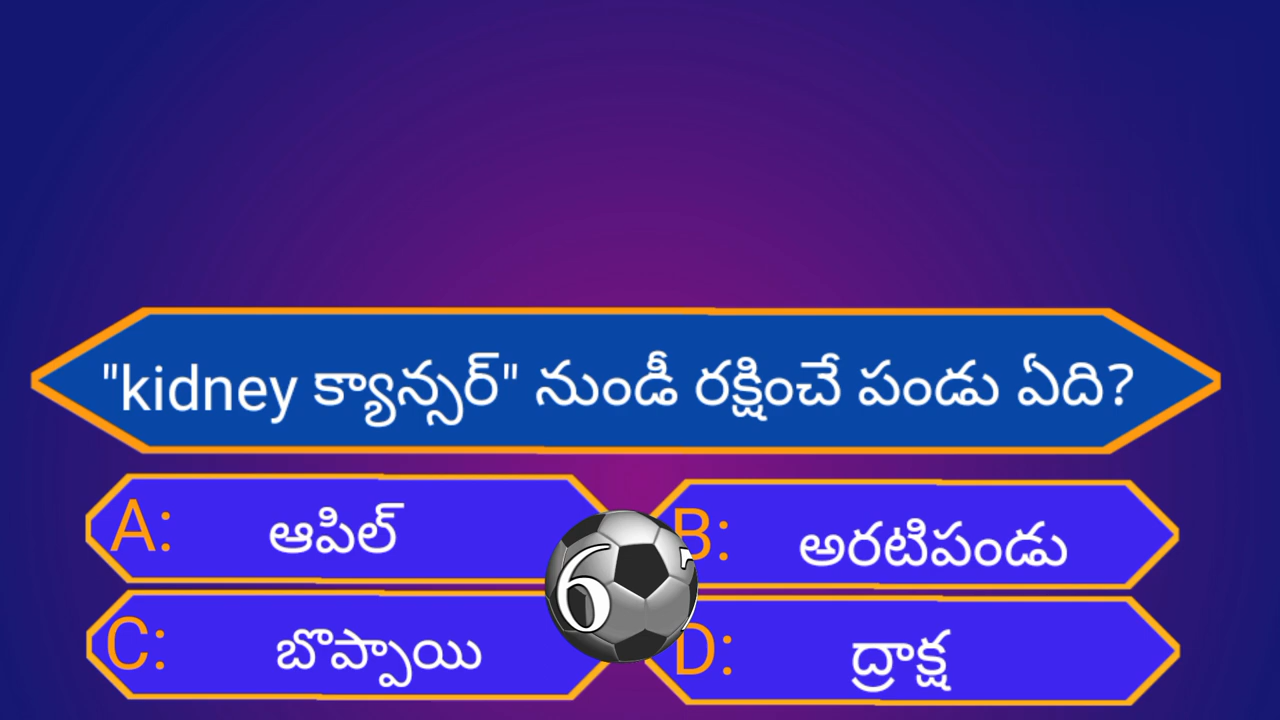 "kidney క్యాన్సర్" నుండీ రక్షించే పండు ఏది?
A: ఆపిల్
B: అరటిపండు
6
C: బొప్పాయి
D: ద్రాక్ష